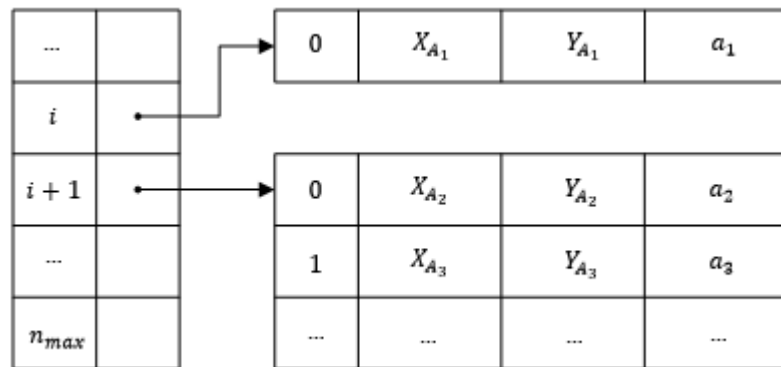 ... 0 X_{A_1} Y_{A_1} a_1
i
i + 1 0 X_{A_2} Y_{A_2} a_2
... 1 X_{A_3} Y_{A_3} a_3
n_{max} ... ... ... ...